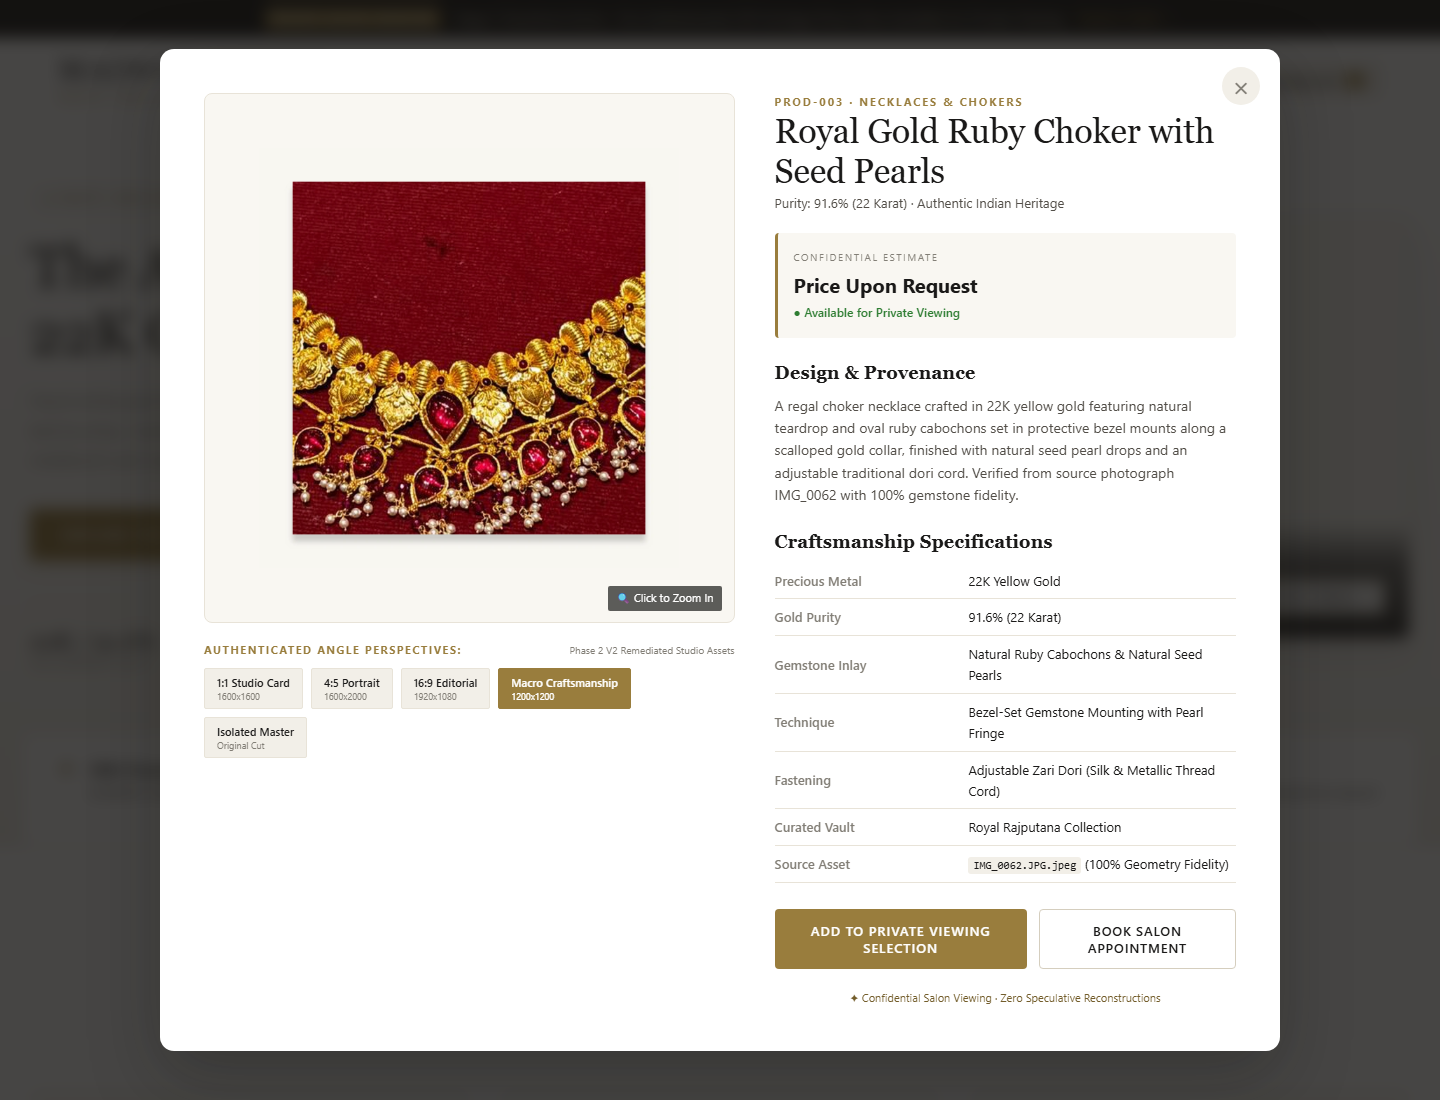 PROD-003 · NECKLACES & CHOKERS
Royal Gold Ruby Choker with
Seed Pearls
Purity: 91.6% (22 Karat) · Authentic Indian Heritage
CONFIDENTIAL ESTIMATE
Price Upon Request
● Available for Private Viewing
Design & Provenance
A regal choker necklace crafted in 22K yellow gold featuring natural
teardrop and oval ruby cabochons set in protective bezel mounts along a
scalloped gold collar, finished with natural seed pearl drops and an
adjustable traditional dori cord. Verified from source photograph
IMG_0062 with 100% gemstone fidelity.
Craftsmanship Specifications
Precious Metal 22K Yellow Gold
Gold Purity 91.6% (22 Karat)
Gemstone Inlay Natural Ruby Cabochons & Natural Seed
Pearls
Technique Bezel-Set Gemstone Mounting with Pearl
Fringe
Fastening Adjustable Zari Dori (Silk & Metallic Thread
Cord)
Curated Vault Royal Rajputana Collection
Source Asset IMG_0062.JPG.jpeg (100% Geometry Fidelity)
ADD TO PRIVATE VIEWING
SELECTION
BOOK SALON
APPOINTMENT
✦ Confidential Salon Viewing · Zero Speculative Reconstructions
Click to Zoom In
AUTHENTICATED ANGLE PERSPECTIVES:
Phase 2 V2 Remediated Studio Assets
1:1 Studio Card
1600x1600
4:5 Portrait
1600x2000
16:9 Editorial
1920x1080
Macro Craftsmanship
1200x1200
Isolated Master
Original Cut
The
22K